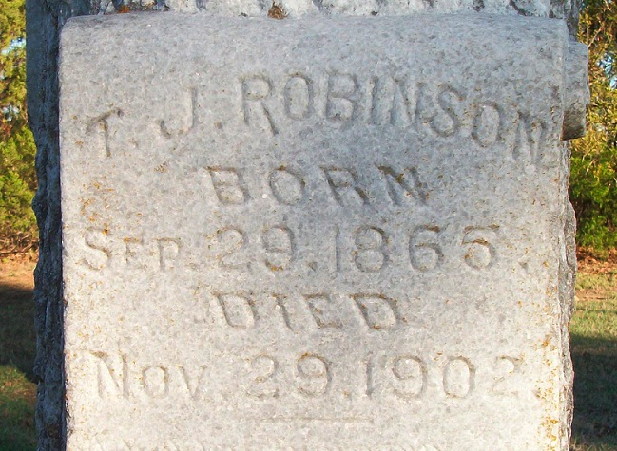 T. J. ROBINSON
BORN
SEP. 29, 1865.
DIED
NOV. 29, 1902